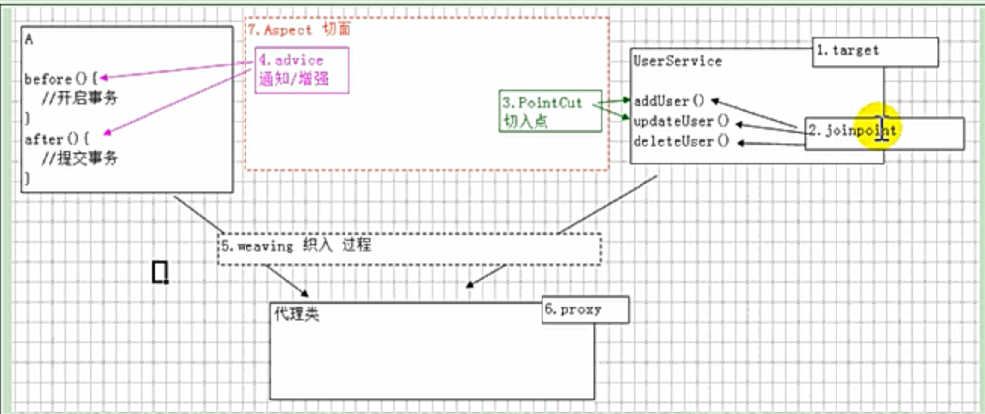 A
before(){
//开启事务
}
after(){
//提交事务
}
7.Aspect 切面
4.advice
通知/增强
3.PointCut
切入点
1.target
UserService
addUser()
updateUser()
deleteUser()
2.joinpoint
5.weaving 织入 过程
代理类
6.proxy